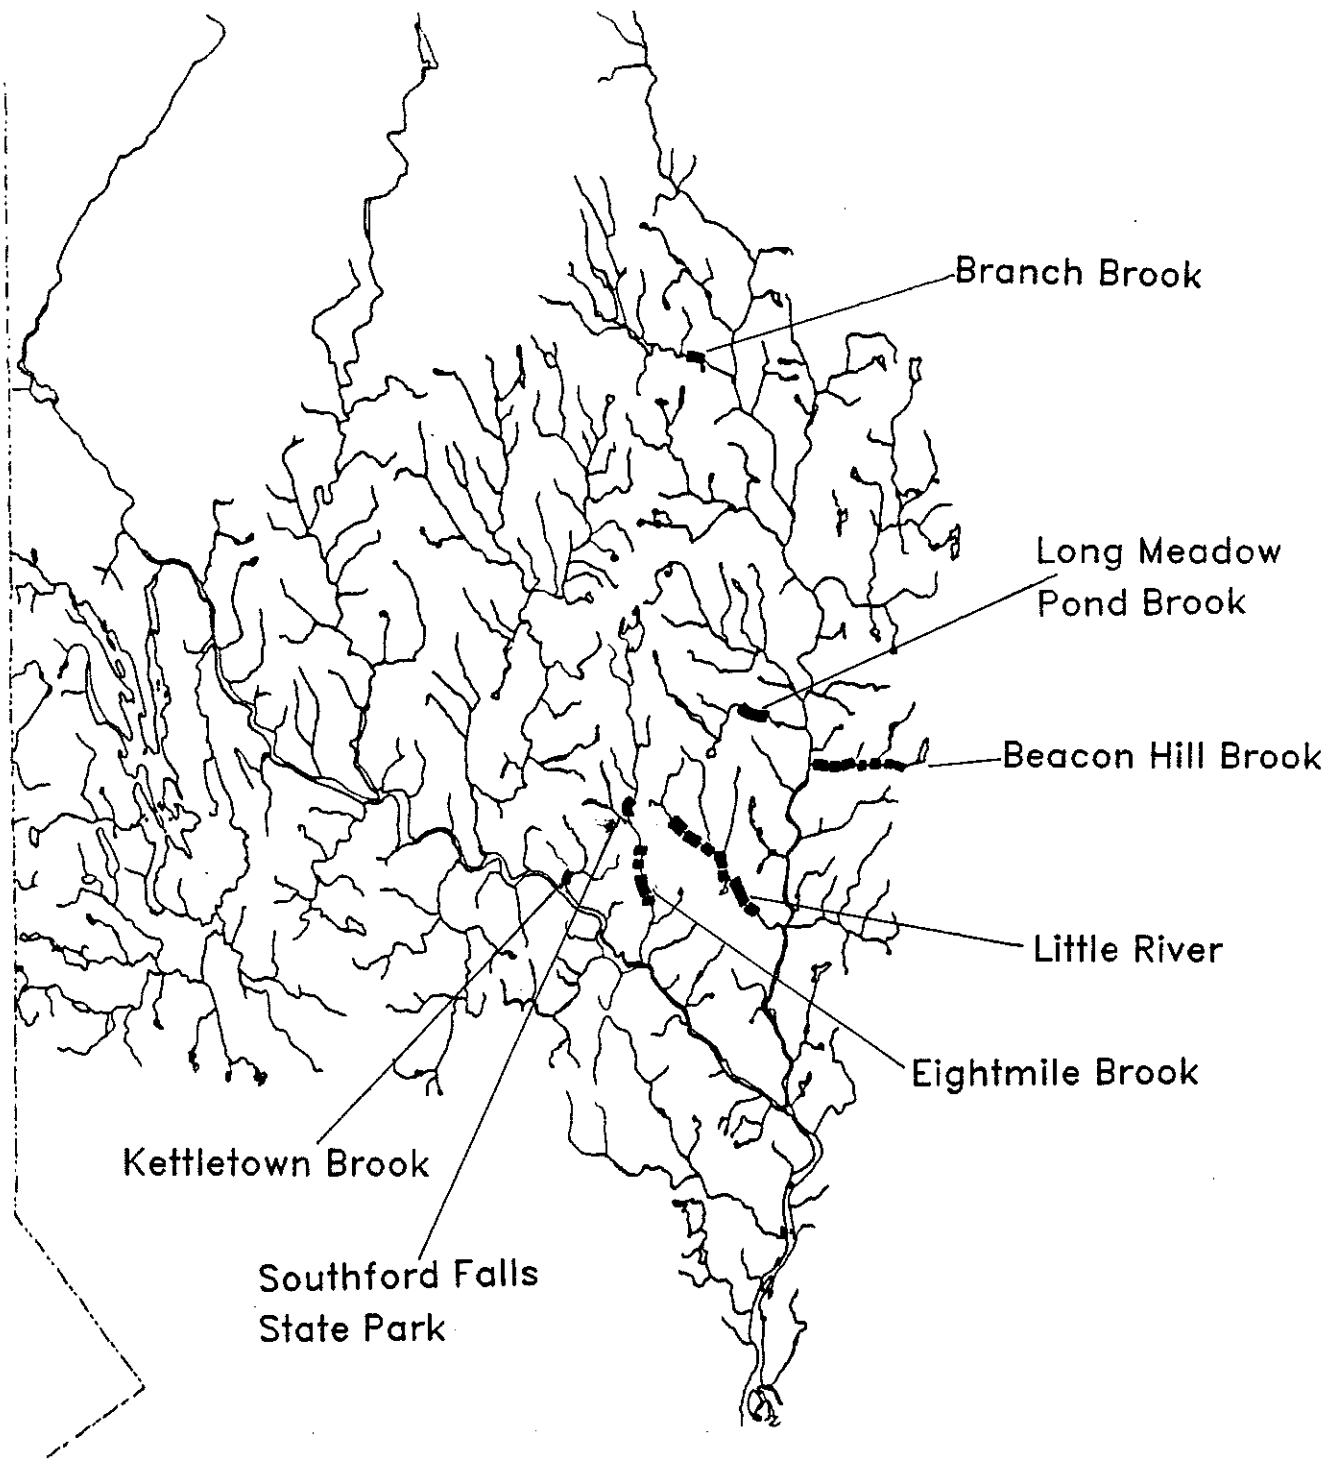 Branch Brook
Long Meadow
Pond Brook
Beacon Hill Brook
Little River
Eightmile Brook
Kettletown Brook
Southford Falls
State Park